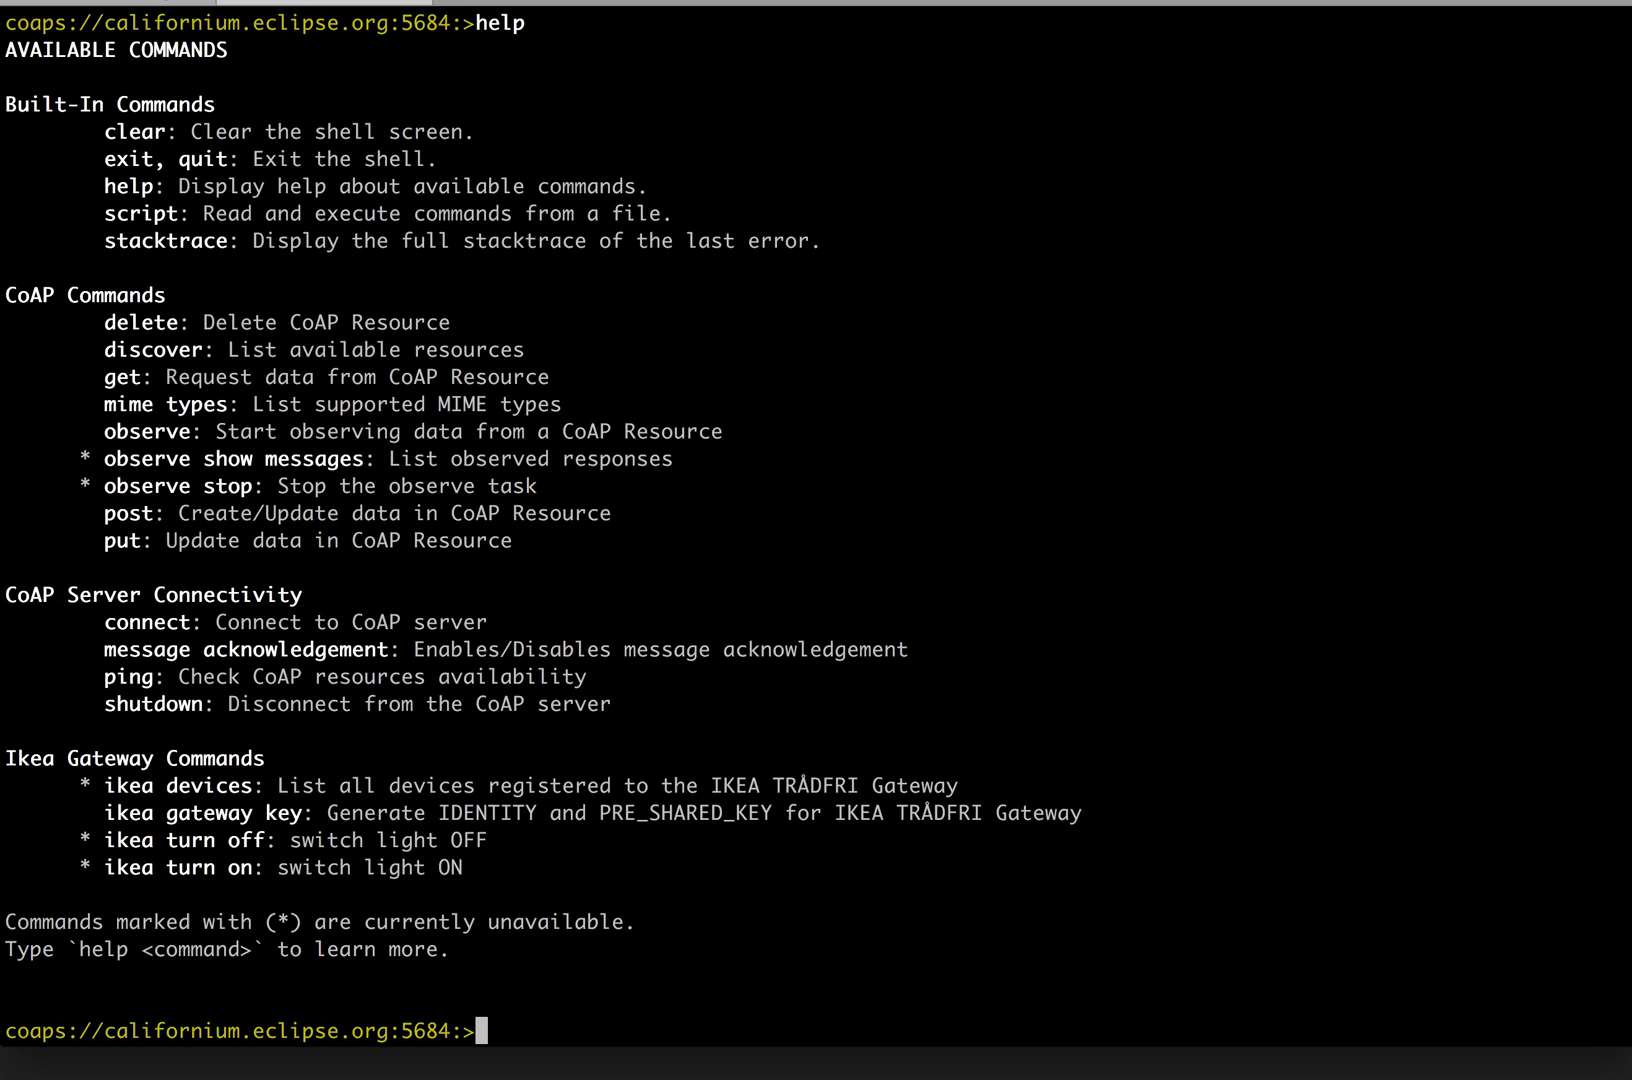 coaps://californium.eclipse.org:5684:>help
AVAILABLE COMMANDS
Built-In Commands
clear: Clear the shell screen.
exit, quit: Exit the shell.
help: Display help about available commands.
script: Read and execute commands from a file.
stacktrace: Display the full stacktrace of the last error.
CoAP Commands
delete: Delete CoAP Resource
discover: List available resources
get: Request data from CoAP Resource
mime types: List supported MIME types
observe: Start observing data from a CoAP Resource
* observe show messages: List observed responses
* observe stop: Stop the observe task
post: Create/Update data in CoAP Resource
put: Update data in CoAP Resource
CoAP Server Connectivity
connect: Connect to CoAP server
message acknowledgement: Enables/Disables message acknowledgement
ping: Check CoAP resources availability
shutdown: Disconnect from the CoAP server
Ikea Gateway Commands
* ikea devices: List all devices registered to the IKEA TRÅDFRI Gateway
ikea gateway key: Generate IDENTITY and PRE_SHARED_KEY for IKEA TRÅDFRI Gateway
* ikea turn off: switch light OFF
* ikea turn on: switch light ON
Commands marked with (*) are currently unavailable.
Type `help <command>` to learn more.
coaps://californium.eclipse.org:5684:>